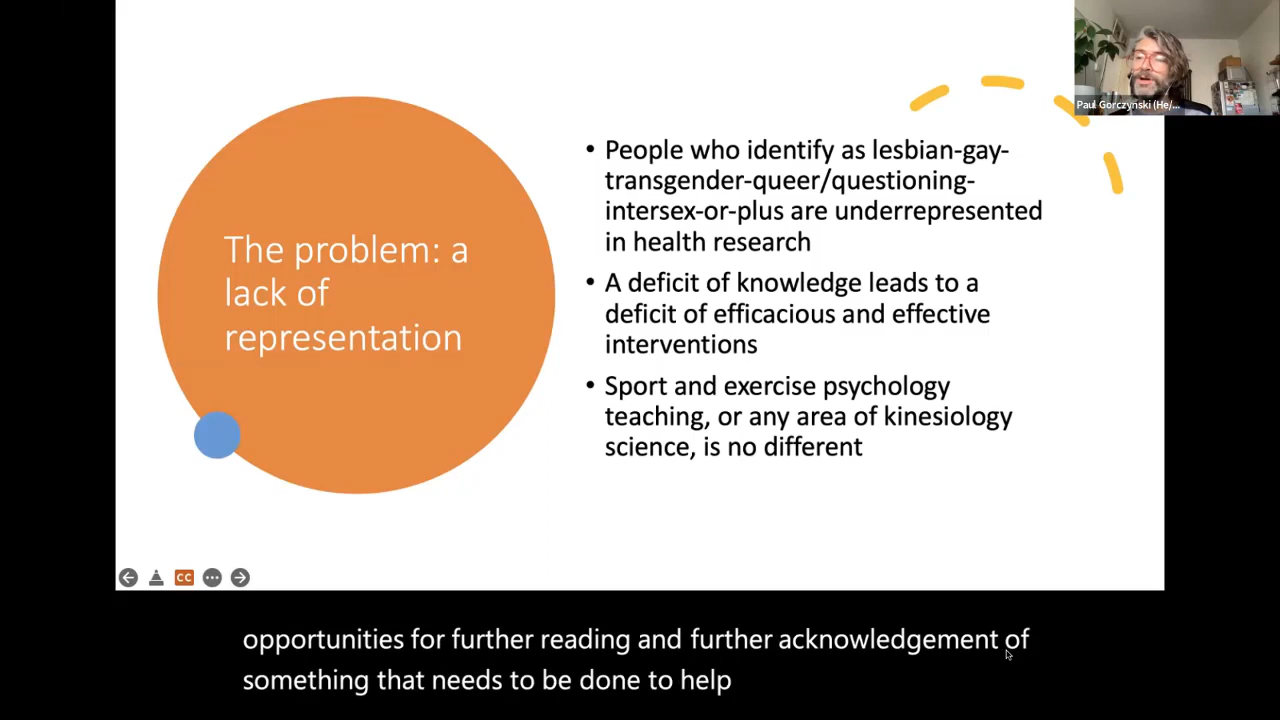 Paul Gorczynski (He/...
The problem: a
lack of
representation
• People who identify as lesbian-gay-
transgender-queer/questioning-
intersex-or-plus are underrepresented
in health research
• A deficit of knowledge leads to a
deficit of efficacious and effective
interventions
• Sport and exercise psychology
teaching, or any area of kinesiology
science, is no different
CC
opportunities for further reading and further acknowledgement of
something that needs to be done to help